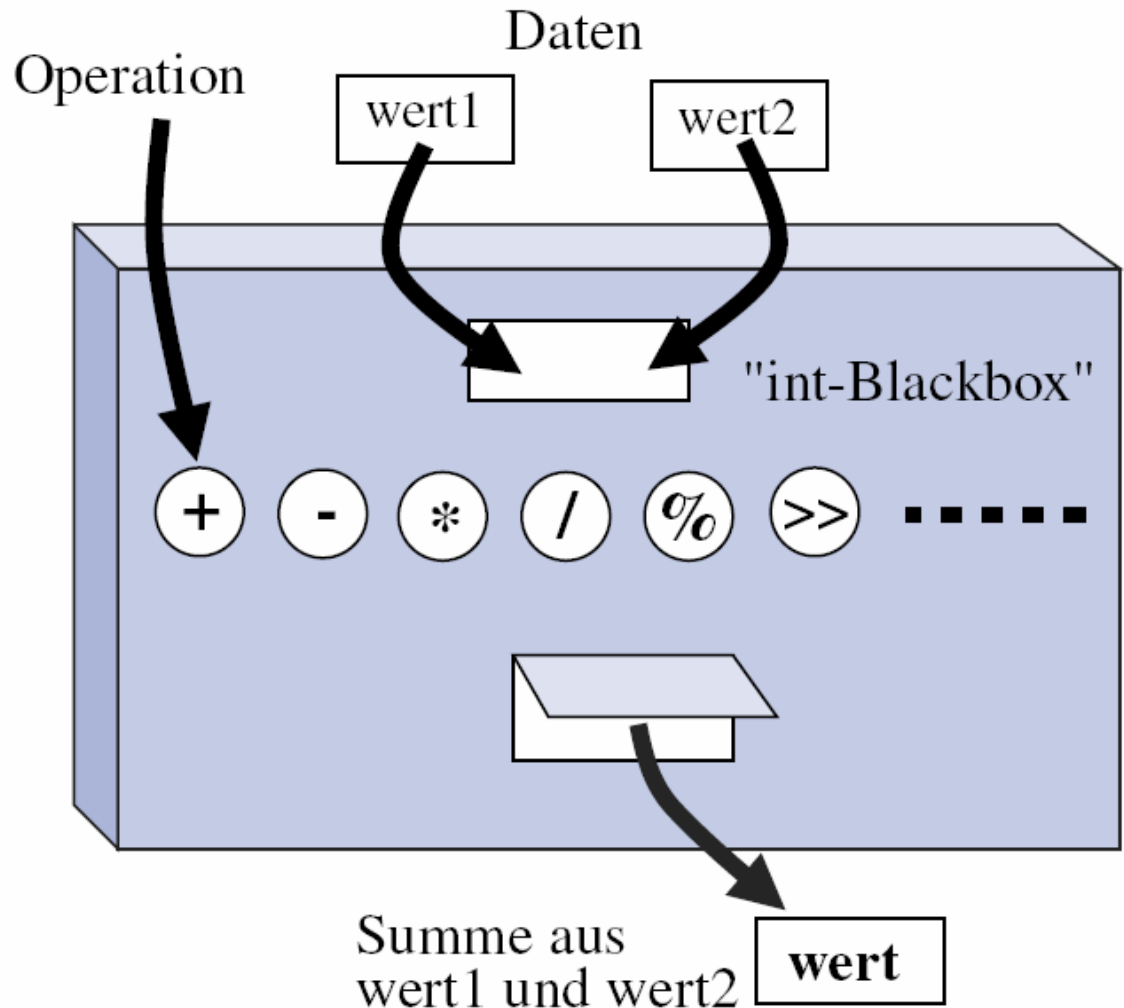 Daten
Operation
wert1
wert2
"int-Blackbox"
+ - * / % >>
Summe aus
wert1 und wert2
wert